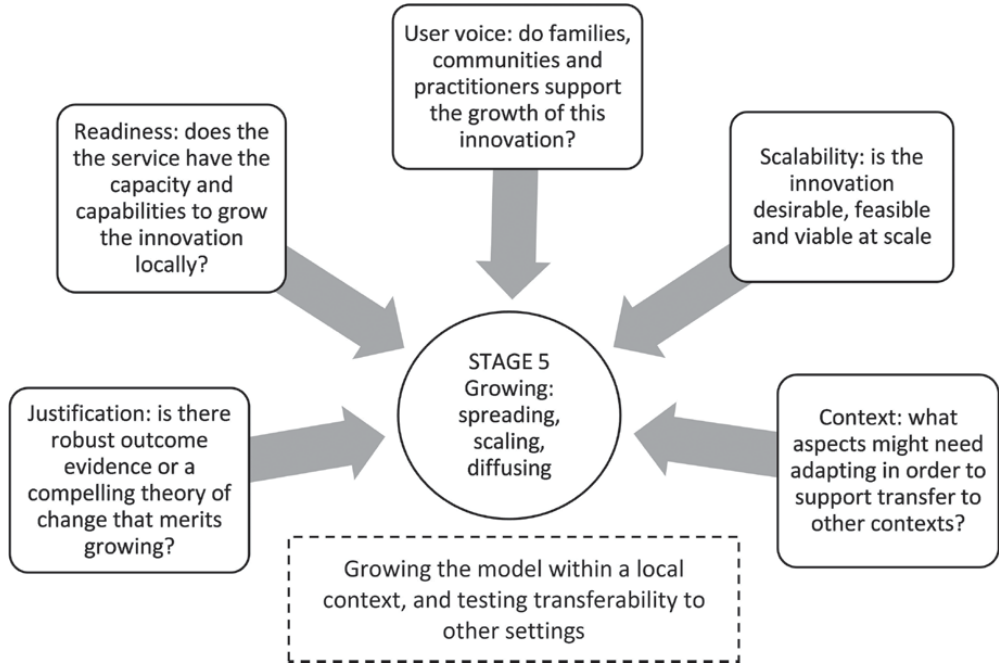 User voice: do families,
communities and
practitioners support
the growth of this
innovation?
Readiness: does the
the service have the
capacity and
capabilities to grow
the innovation
locally?
Scalability: is the
innovation
desirable, feasible
and viable at scale
STAGE 5
Growing:
spreading,
scaling,
diffusing
Justification: is there
robust outcome
evidence or a
compelling theory of
change that merits
growing?
Context: what
aspects might need
adapting in order to
support transfer to
other contexts?
Growing the model within a local
context, and testing transferability to
other settings